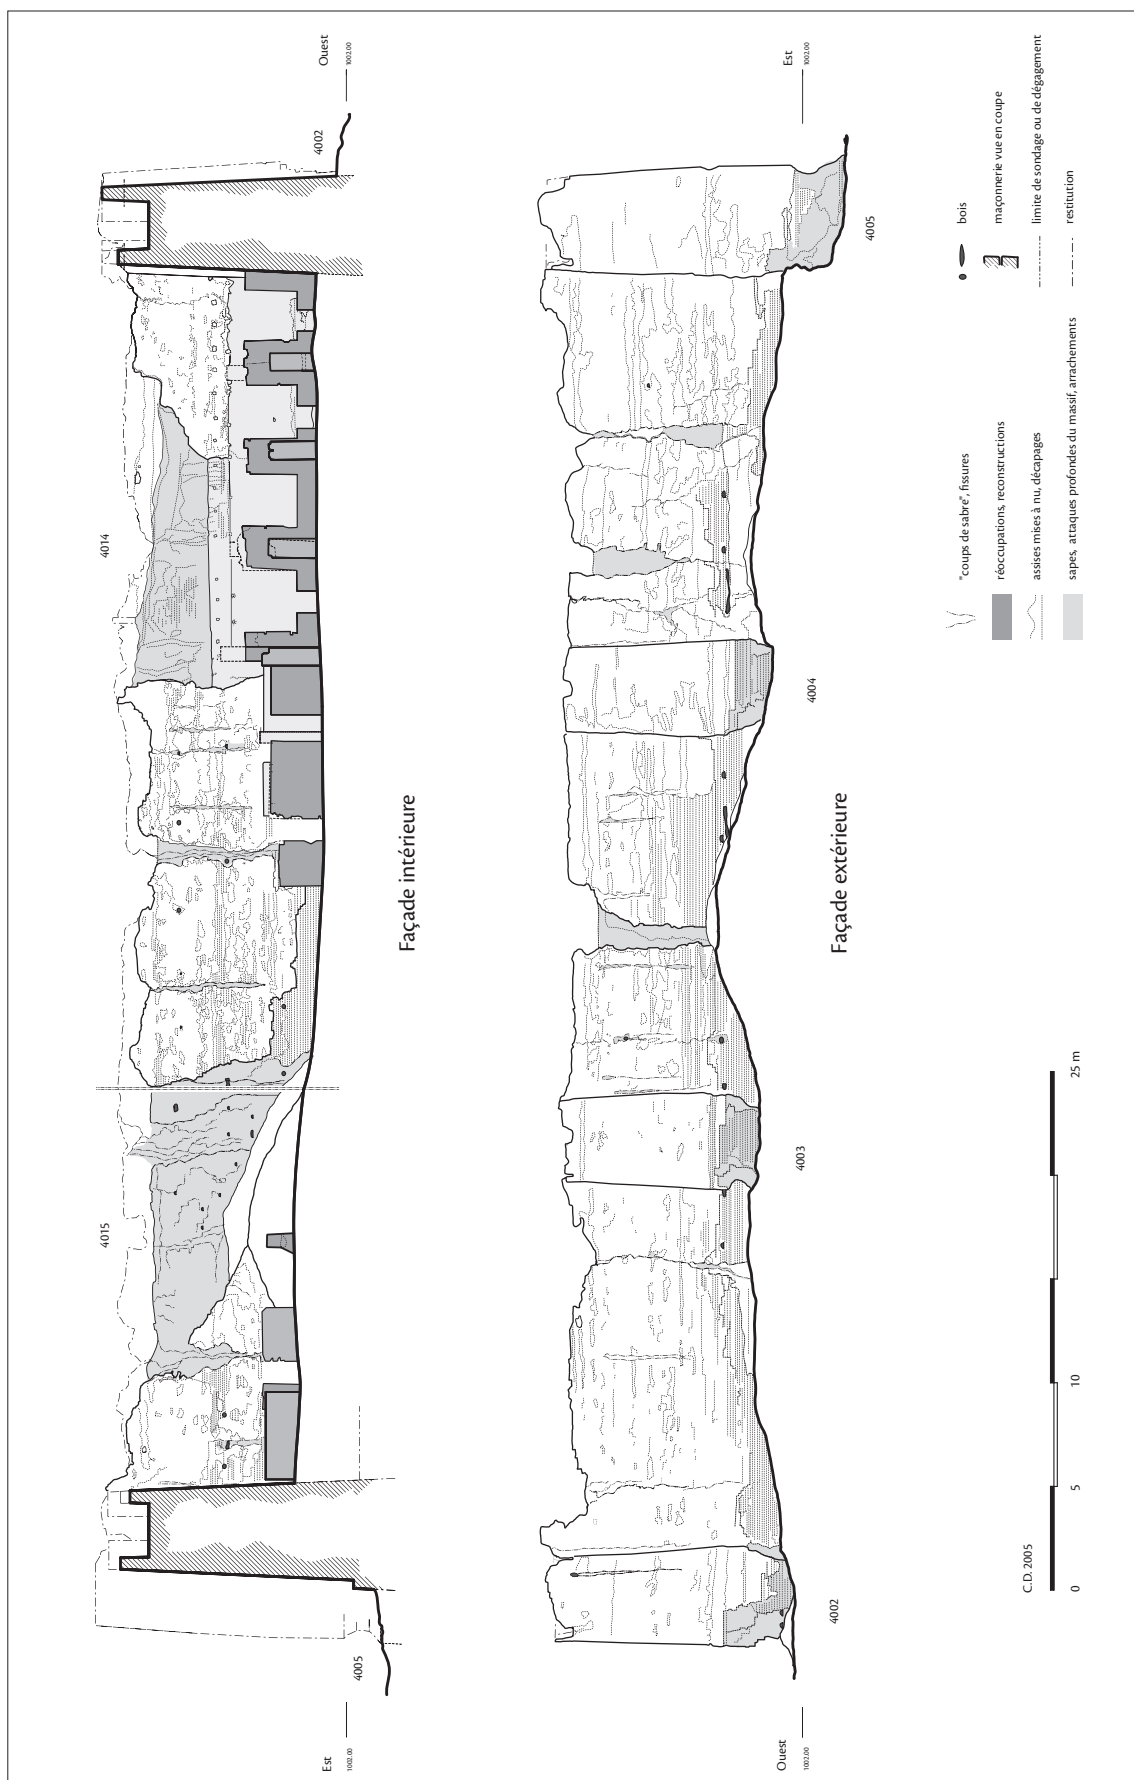 Est
1002.00
4005
4015
4014
4002
Ouest
1002.00
Façade intérieure
Ouest
1002.00
4002
4003
4004
4005
Est
1002.00
Façade extérieure
C.D. 2005
0
5
10
25 m
"coups de sabre", fissures
réoccupations, reconstructions
assises mises à nu, décapages
sapes, attaques profondes du massif, arrachements
bois
maçonnerie vue en coupe
limite de sondage ou de dégagement
restitution